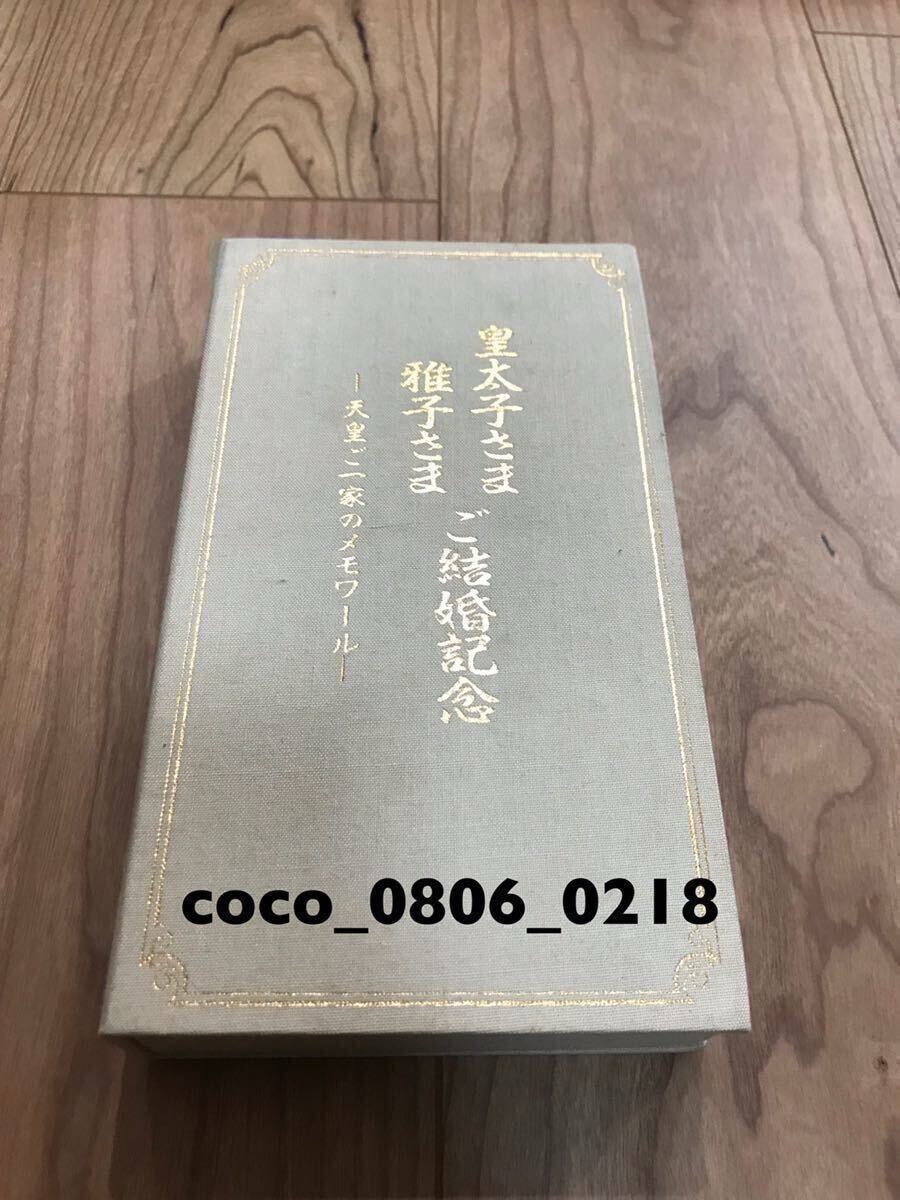 皇太子さま
雅子さま
ご結婚記念
―天皇ご一家のメモワール―
coco_0806_0218